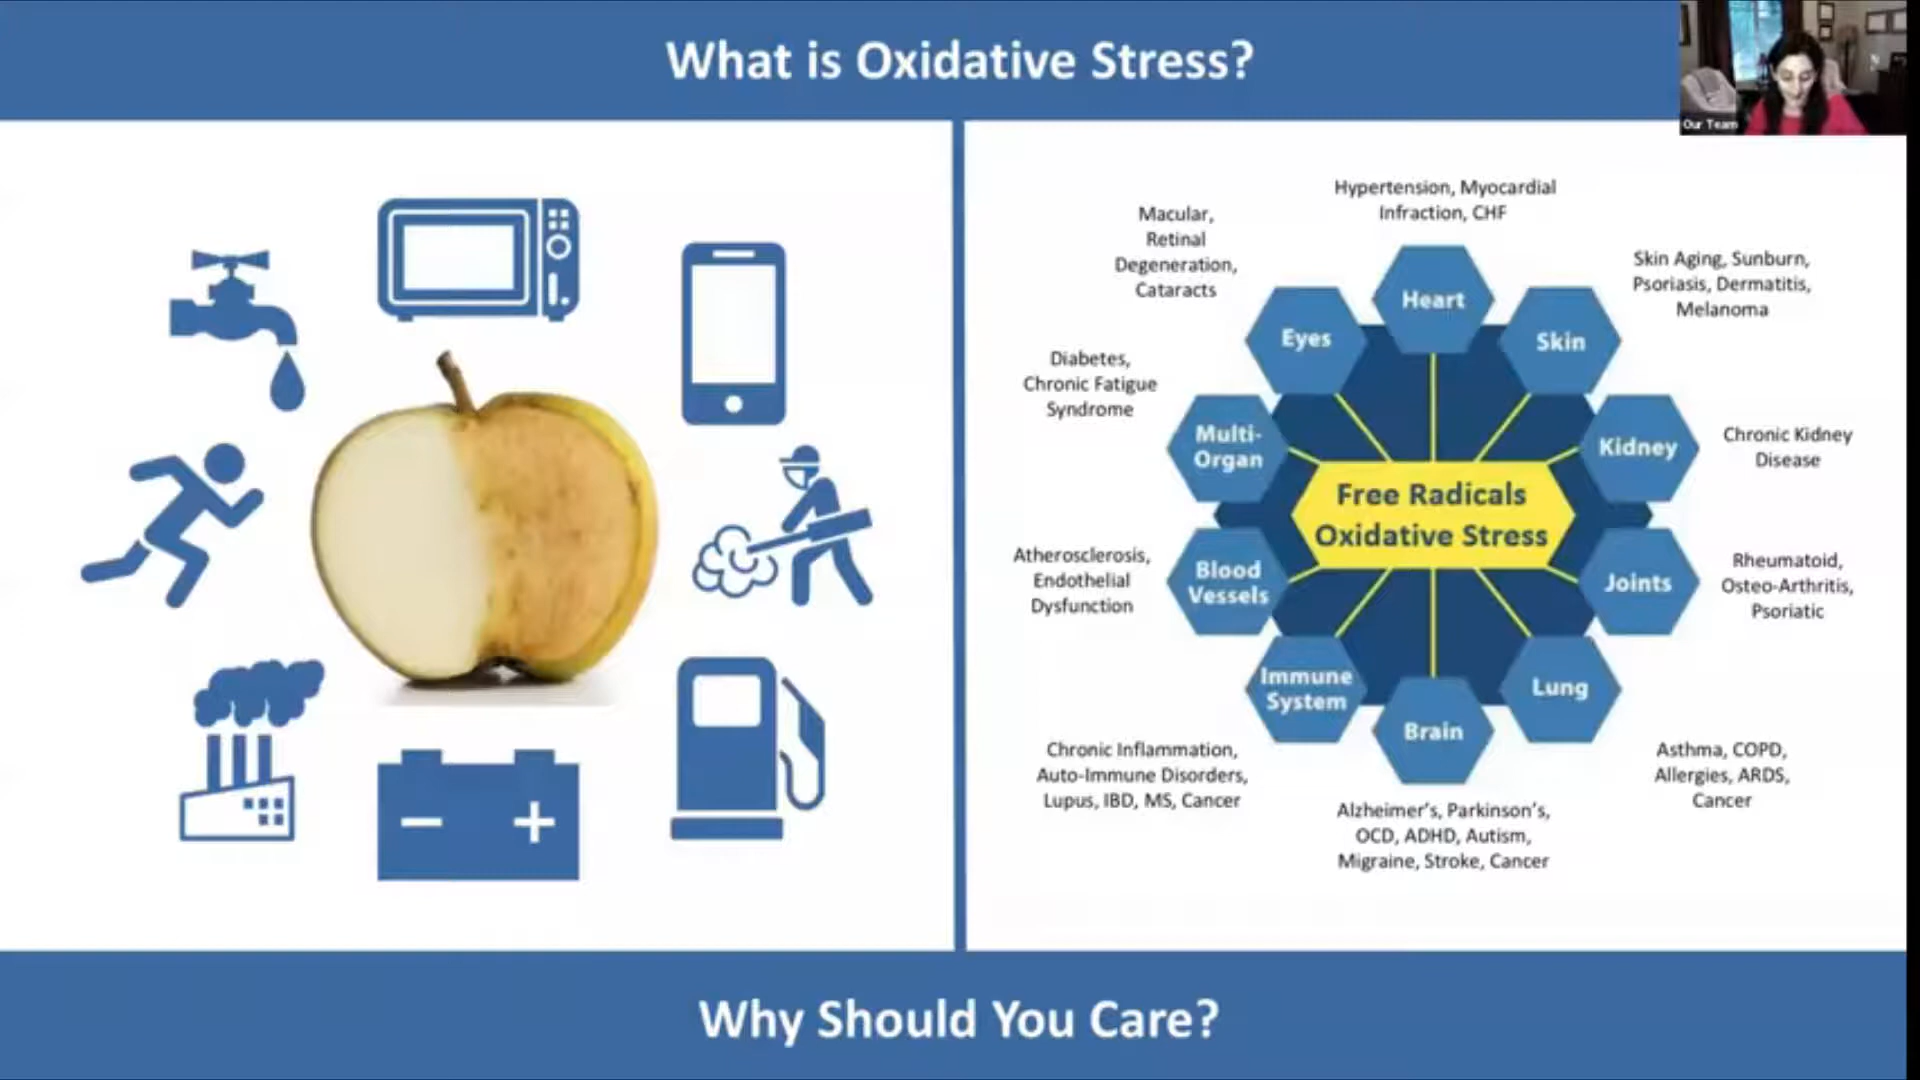 What is Oxidative Stress?
Our Team
Hypertension, Myocardial
Infraction, CHF
Macular,
Retinal
Degeneration,
Cataracts
Skin Aging, Sunburn,
Psoriasis, Dermatitis,
Melanoma
Heart
Eyes
Skin
Diabetes,
Chronic Fatigue
Syndrome
Multi-
Organ
Kidney
Chronic Kidney
Disease
Free Radicals
Oxidative Stress
Atherosclerosis,
Endothelial
Dysfunction
Blood
Vessels
Joints
Rheumatoid,
Osteo-Arthritis,
Psoriatic
Immune
System
Lung
Brain
Chronic Inflammation,
Auto-Immune Disorders,
Lupus, IBD, MS, Cancer
Asthma, COPD,
Allergies, ARDS,
Cancer
Alzheimer's, Parkinson's,
OCD, ADHD, Autism,
Migraine, Stroke, Cancer
Why Should You Care?